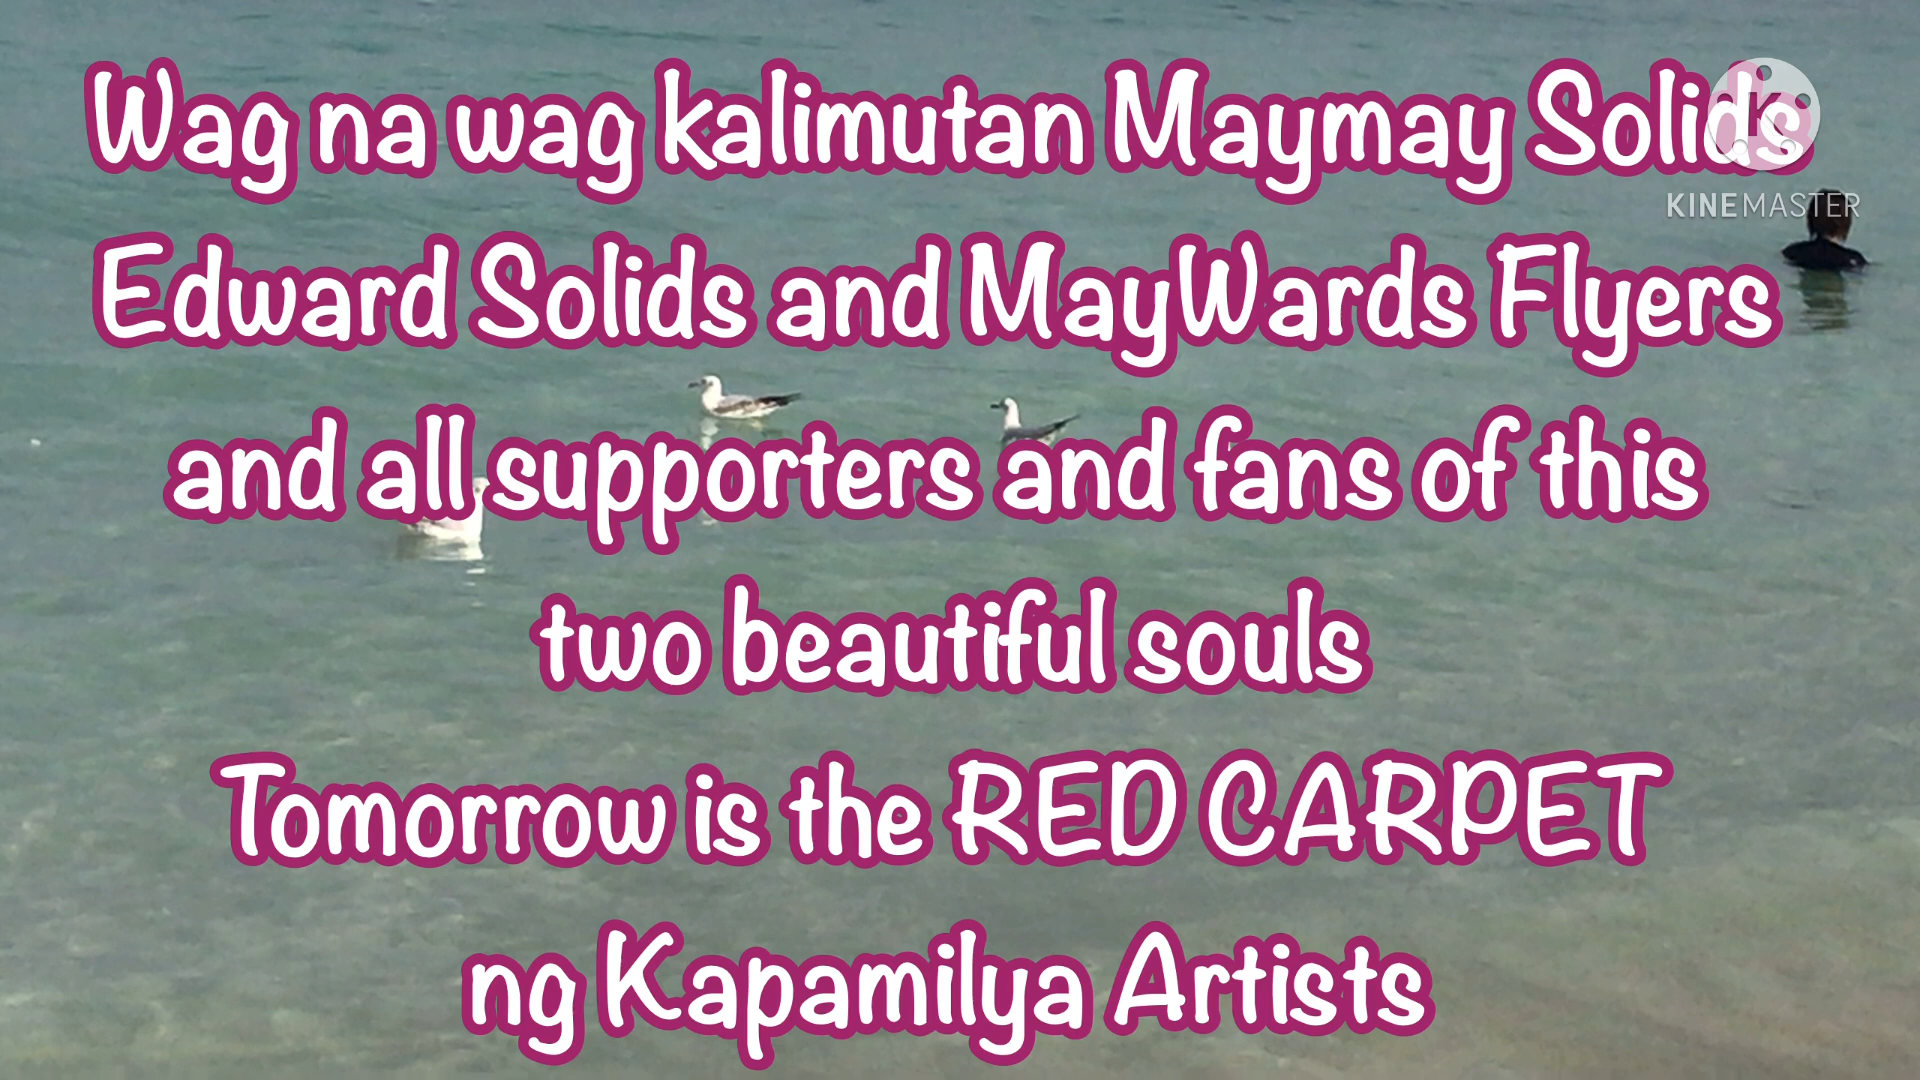 Wag na wag kalimutan Maymay Solids
Edward Solids and MayWards Flyers
and all supporters and fans of this
two beautiful souls
Tomorrow is the RED CARPET
ng Kapamilya Artists
K
KINEMASTER